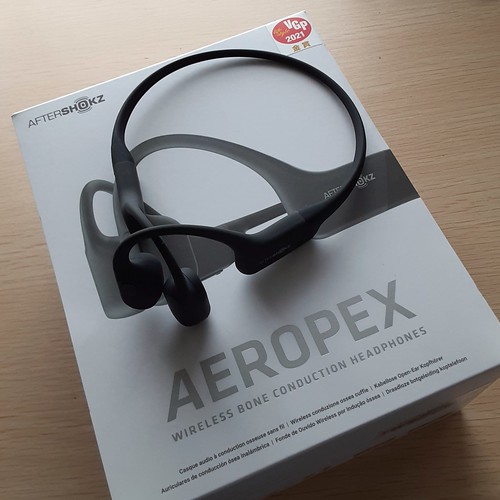 AFTERSHOKZ
VGP
2021
金賞
AFTERSHOKZ
AEROPEX
WIRELESS BONE CONDUCTION HEADPHONES
Casque audio à conduction osseuse sans fil | Wireless conduzione ossea cuffie | Kabellose Open-Ear Kopfhörer
Auriculares de conducción ósea inalámbrica | Fonde de Ouvido Wireless por Indução óssea | Draadloze botgeleiding koptelefoon